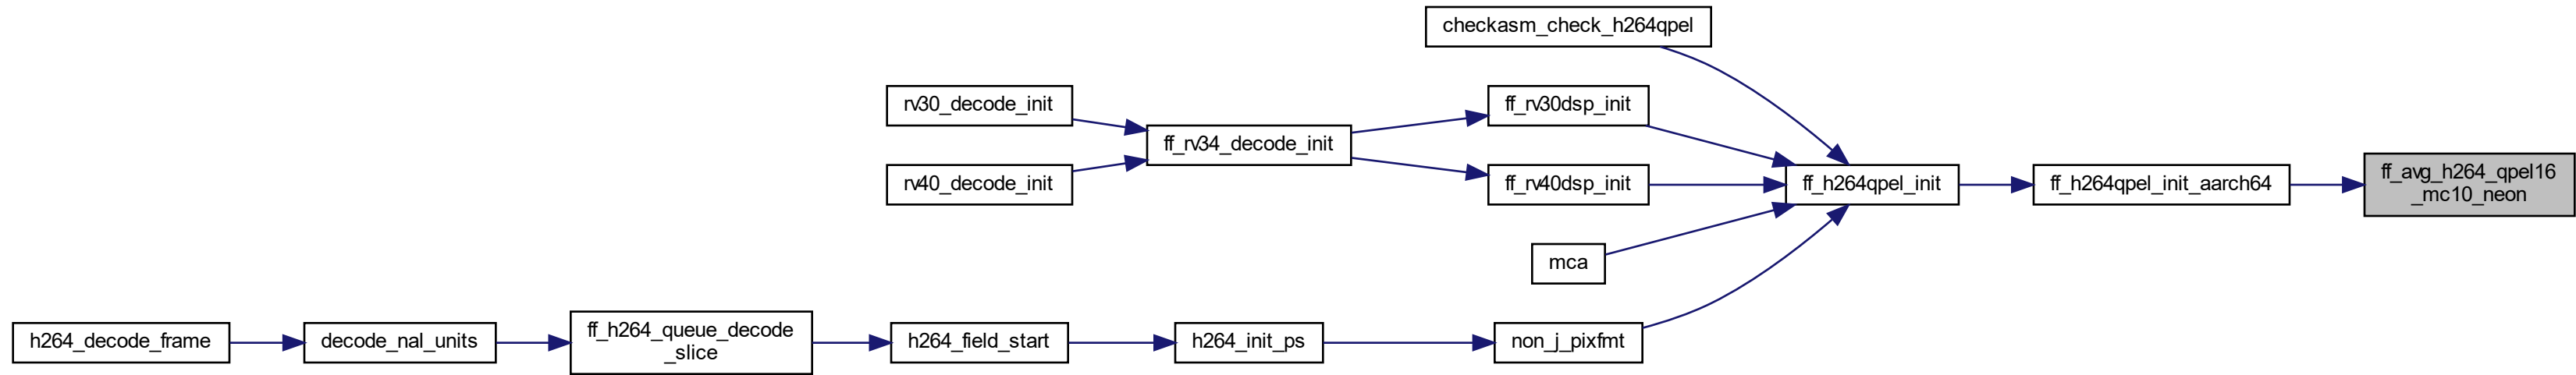 checkasm_check_h264qpel
rv30_decode_init
ff_rv30dsp_init
ff_rv34_decode_init
rv40_decode_init
ff_rv40dsp_init
ff_h264qpel_init
ff_h264qpel_init_aarch64
ff_avg_h264_qpel16
_mc10_neon
mca
h264_decode_frame
decode_nal_units
ff_h264_queue_decode
_slice
h264_field_start
h264_init_ps
non_j_pixfmt